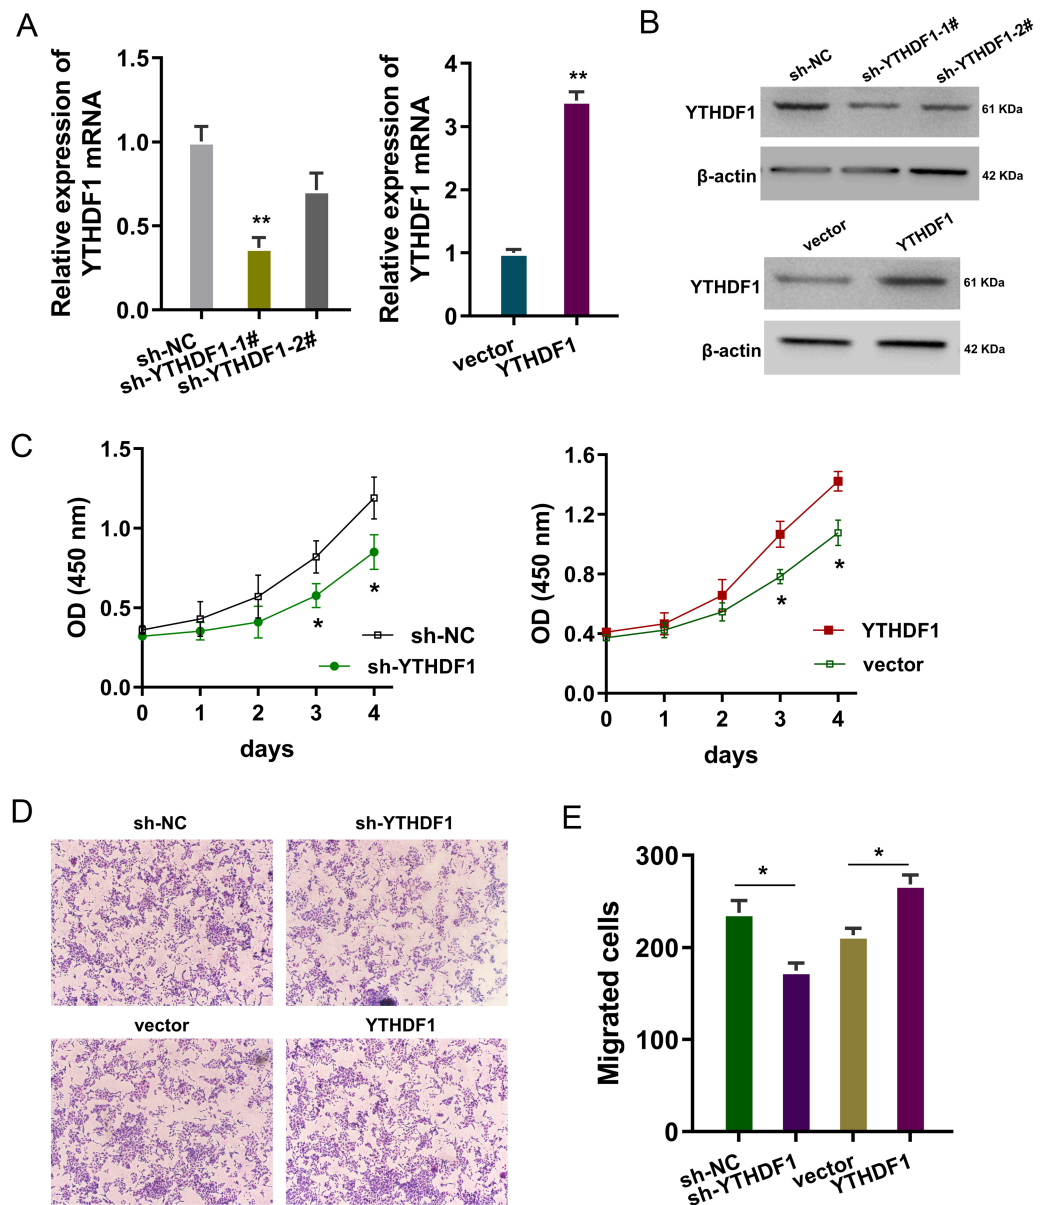 A
Relative expression of
YTHDF1 mRNA
1.5
1.0
0.5
0.0
**
sh-NC
sh-YTHDF1-1#
sh-YTHDF1-2#
Relative expression of
YTHDF1 mRNA
4
3
2
1
0
**
vector
YTHDF1
B
sh-NC
sh-YTHDF1-1#
sh-YTHDF1-2#
YTHDF1
61 KDa
β-actin
42 KDa
vector
YTHDF1
YTHDF1
61 KDa
β-actin
42 KDa
C
OD (450 nm)
1.5
1.0
0.5
0.0
*
*
sh-NC
sh-YTHDF1
0 1 2 3 4
days
OD (450 nm)
1.6
1.2
0.8
0.4
0.0
*
*
YTHDF1
vector
0 1 2 3 4
days
D
sh-NC
sh-YTHDF1
vector
YTHDF1
E
Migrated cells
300
200
100
0
*
*
sh-NC
sh-YTHDF1
vector
YTHDF1